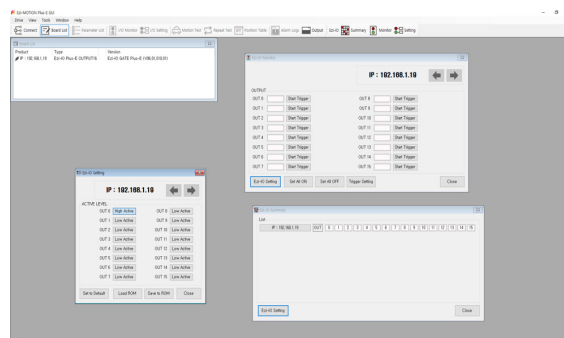 Ezi-MOTION Plus-E GUI
Drive View Tools Window Help
Connect Board List Parameter List I/O Monitor I/O Setting Motion Test Repeat Test Position Table Alarm Logs Output Ezi-IO Summary Monitor Setting
Board List
Product Type Version
IP : 192.168.1.19 Ezi-IO Plus-E OUTPUT16
Ezi-IO Monitor
IP : 192.168.1.19
OUTPUT
OUT 0 Start Trigger OUT 8 Start Trigger
OUT 1 Start Trigger OUT 9 Start Trigger
OUT 2 Start Trigger OUT 10 Start Trigger
OUT 3 Start Trigger OUT 11 Start Trigger
OUT 4 Start Trigger OUT 12 Start Trigger
OUT 5 Start Trigger OUT 13 Start Trigger
OUT 6 Start Trigger OUT 14 Start Trigger
OUT 7 Start Trigger OUT 15 Start Trigger
Ezi-IO Setting Set All ON Set All OFF Trigger Setting Close
Ezi-IO Setting
IP : 192.168.1.19
ACTIVE LEVEL
OUT 0 High Active OUT 8 Low Active
OUT 1 Low Active OUT 9 Low Active
OUT 2 Low Active OUT 10 Low Active
OUT 3 Low Active OUT 11 Low Active
OUT 4 Low Active OUT 12 Low Active
OUT 5 Low Active OUT 13 Low Active
OUT 6 Low Active OUT 14 Low Active
OUT 7 Low Active OUT 15 Low Active
Set to Default Load ROM Save to ROM Close
Ezi-IO Summary
List
IP : 192.168.1.19 OUT 0 1 2 3 4 5 6 7 8 9 10 11 12 13 14 15
Ezi-IO Setting Close